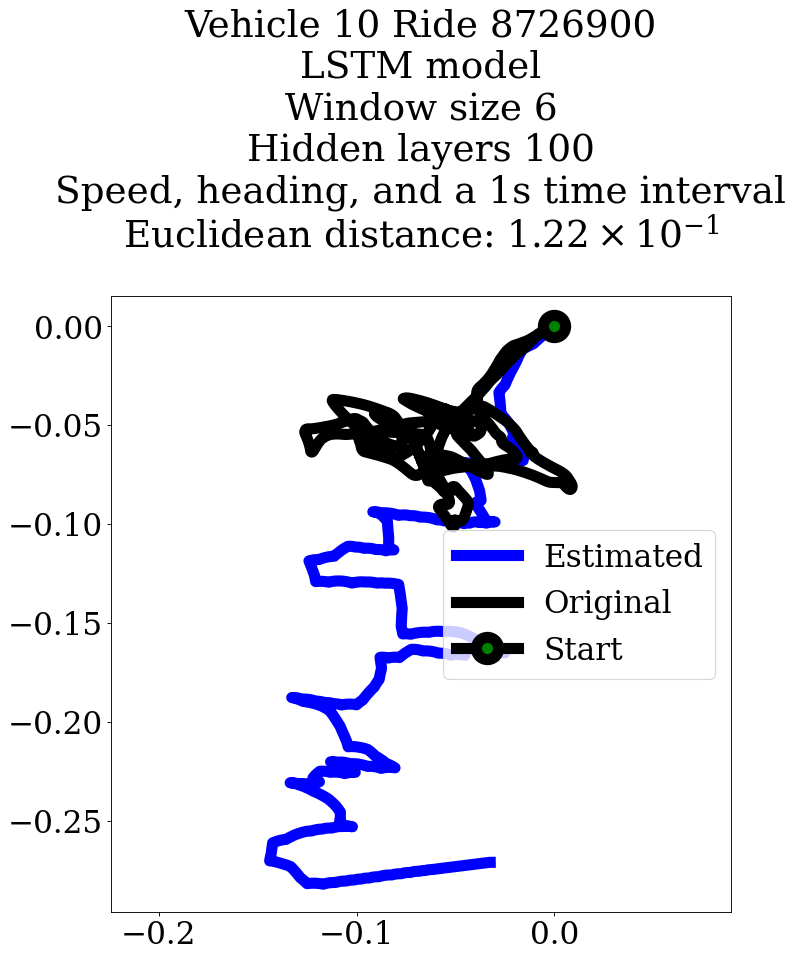 Vehicle 10 Ride 8726900
LSTM model
Window size 6
Hidden layers 100
Speed, heading, and a 1s time interval
Euclidean distance: 1.22 × 10⁻¹
0.00
−0.05
−0.10
−0.15
−0.20
−0.25
Estimated
Original
Start
−0.2
−0.1
0.0